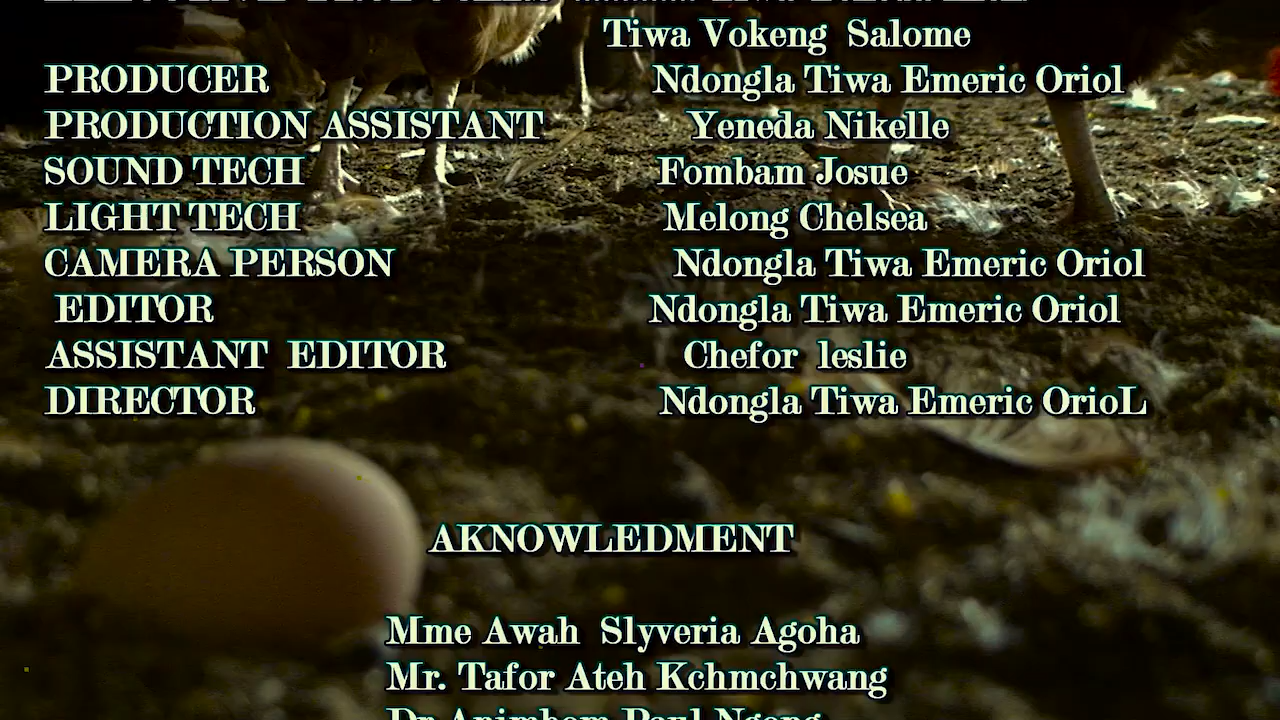 Tiwa Vokeng Salome
PRODUCER Ndongla Tiwa Emeric Oriol
PRODUCTION ASSISTANT Yeneda Nikelle
SOUND TECH Fombam Josue
LIGHT TECH Melong Chelsea
CAMERA PERSON Ndongla Tiwa Emeric Oriol
EDITOR Ndongla Tiwa Emeric Oriol
ASSISTANT EDITOR Chefor leslie
DIRECTOR Ndongla Tiwa Emeric OrioL
AKNOWLEDMENT
Mme Awah Slyveria Agoha
Mr. Tafor Ateh Kchmchwang